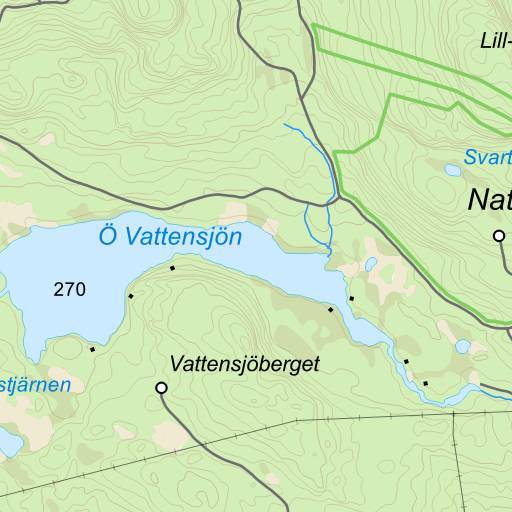 Lill-
Svart
Nat
Ö Vattensjön
270
Vattensjöberget
stjärnen